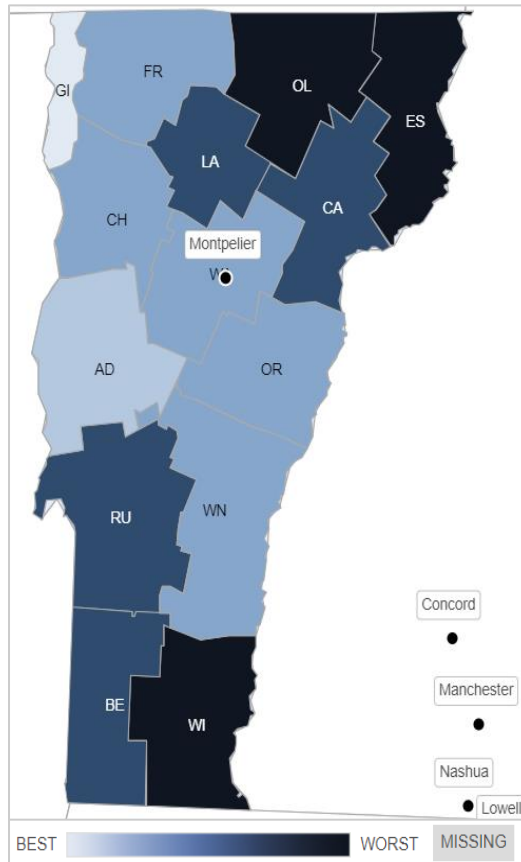 GI
FR
OL
ES
LA
CA
CH
Montpelier
AD
OR
RU
WN
BE
WI
Concord
Manchester
Nashua
Lowell
BEST
WORST
MISSING